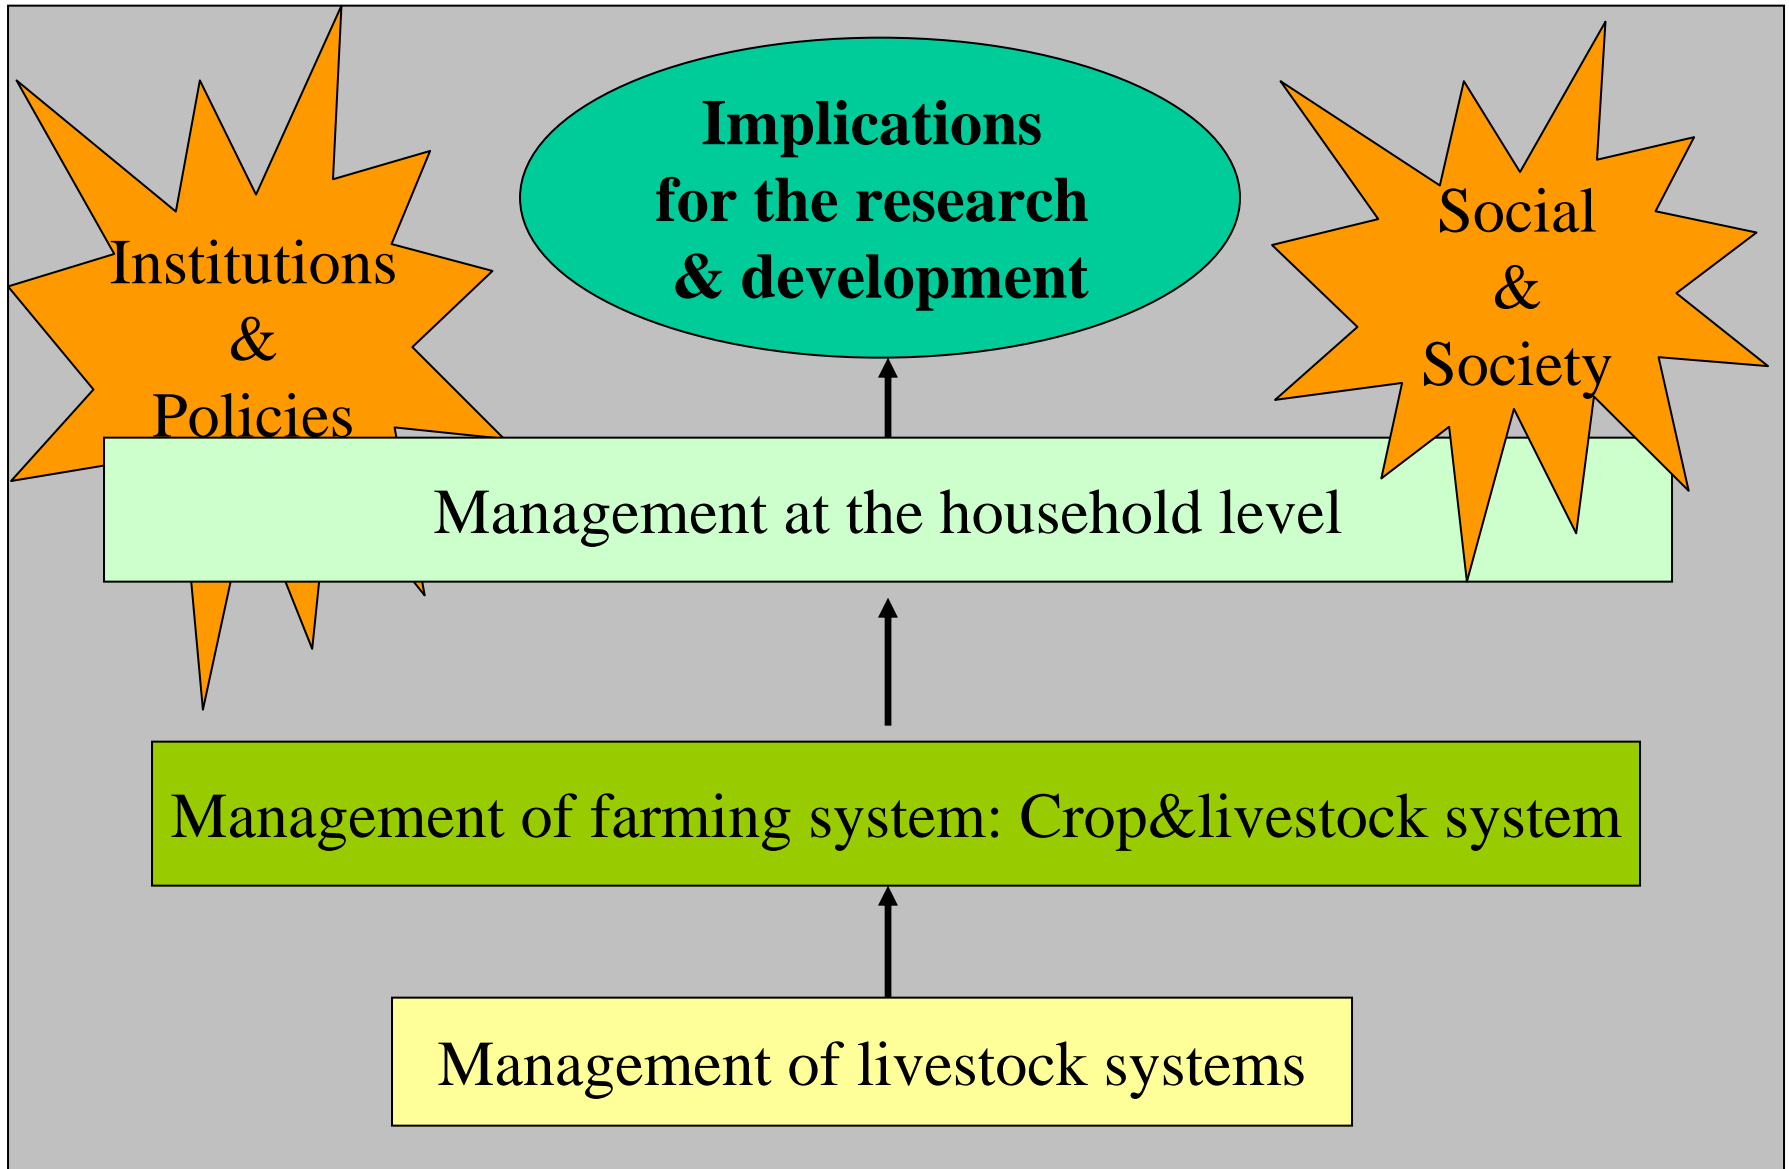 Implications
for the research
& development
Institutions
&
Policies
Social
&
Society
Management at the household level
Management of farming system: Crop&livestock system
Management of livestock systems